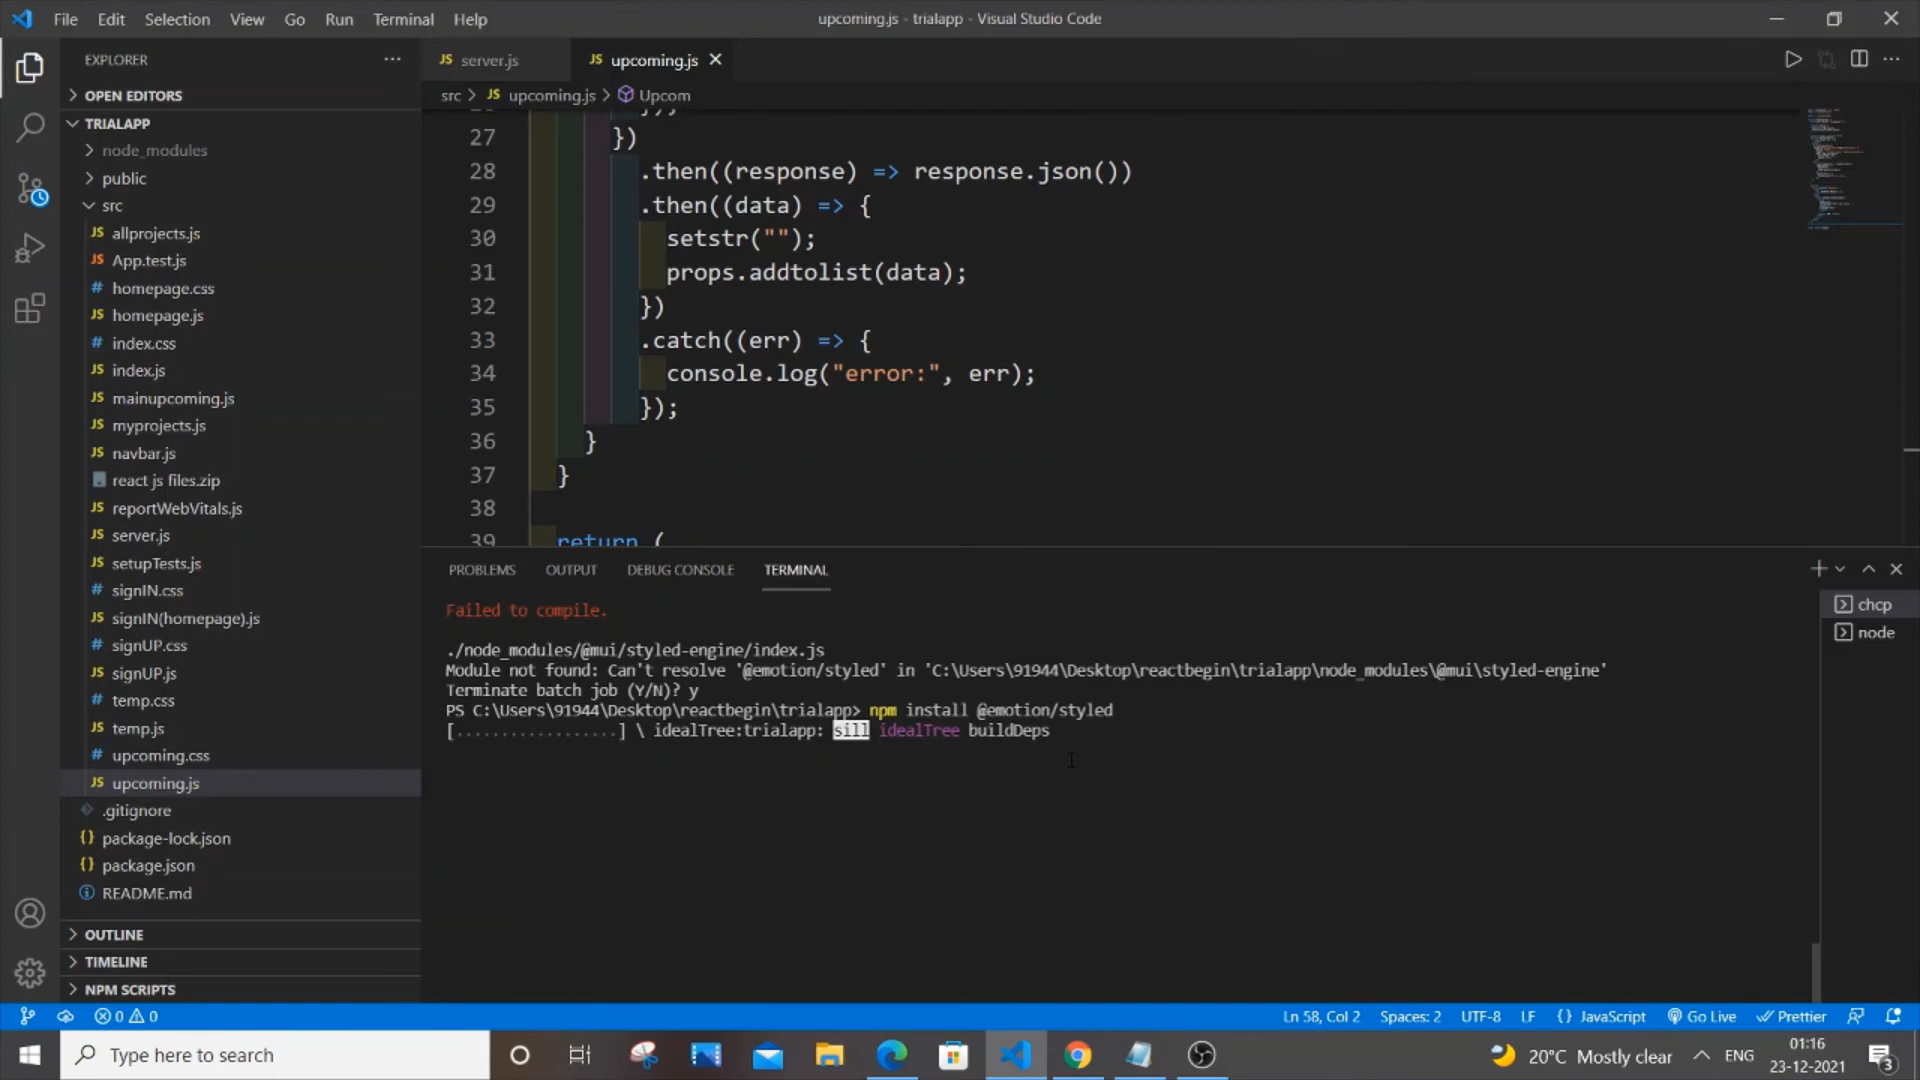 File Edit Selection View Go Run Terminal Help
upcoming.js - trialapp - Visual Studio Code
EXPLORER
OPEN EDITORS
TRIALAPP
node_modules
public
src
allprojects.js
App.test.js
homepage.css
homepage.js
index.css
index.js
mainupcoming.js
myprojects.js
navbar.js
react js files.zip
reportWebVitals.js
server.js
setupTests.js
signIN.css
signIN(homepage).js
signUP.css
signUP.js
temp.css
temp.js
upcoming.css
upcoming.js
.gitignore
package-lock.json
package.json
README.md
OUTLINE
TIMELINE
NPM SCRIPTS
JS server.js
JS upcoming.js
src > JS upcoming.js > Upcom
27 })
28 .then((response) => response.json())
29 .then((data) => {
30 setstr("");
31 props.addtolist(data);
32 })
33 .catch((err) => {
34 console.log("error:", err);
35 });
36 }
37 }
38
39 return (
PROBLEMS OUTPUT DEBUG CONSOLE TERMINAL
Failed to compile.
./node_modules/@mui/styled-engine/index.js
Module not found: Can't resolve '@emotion/styled' in 'C:\Users\91944\Desktop\reactbegin\trialapp\node_modules\@mui\styled-engine'
Terminate batch job (Y/N)? y
PS C:\Users\91944\Desktop\reactbegin\trialapp> npm install @emotion/styled
[..................] \ idealTree:trialapp: sill idealTree buildDeps
chcp
node
0 0
Ln 58, Col 2 Spaces: 2 UTF-8 LF {} JavaScript Go Live Prettier
Type here to search
20°C Mostly clear
ENG
01:16
23-12-2021
3